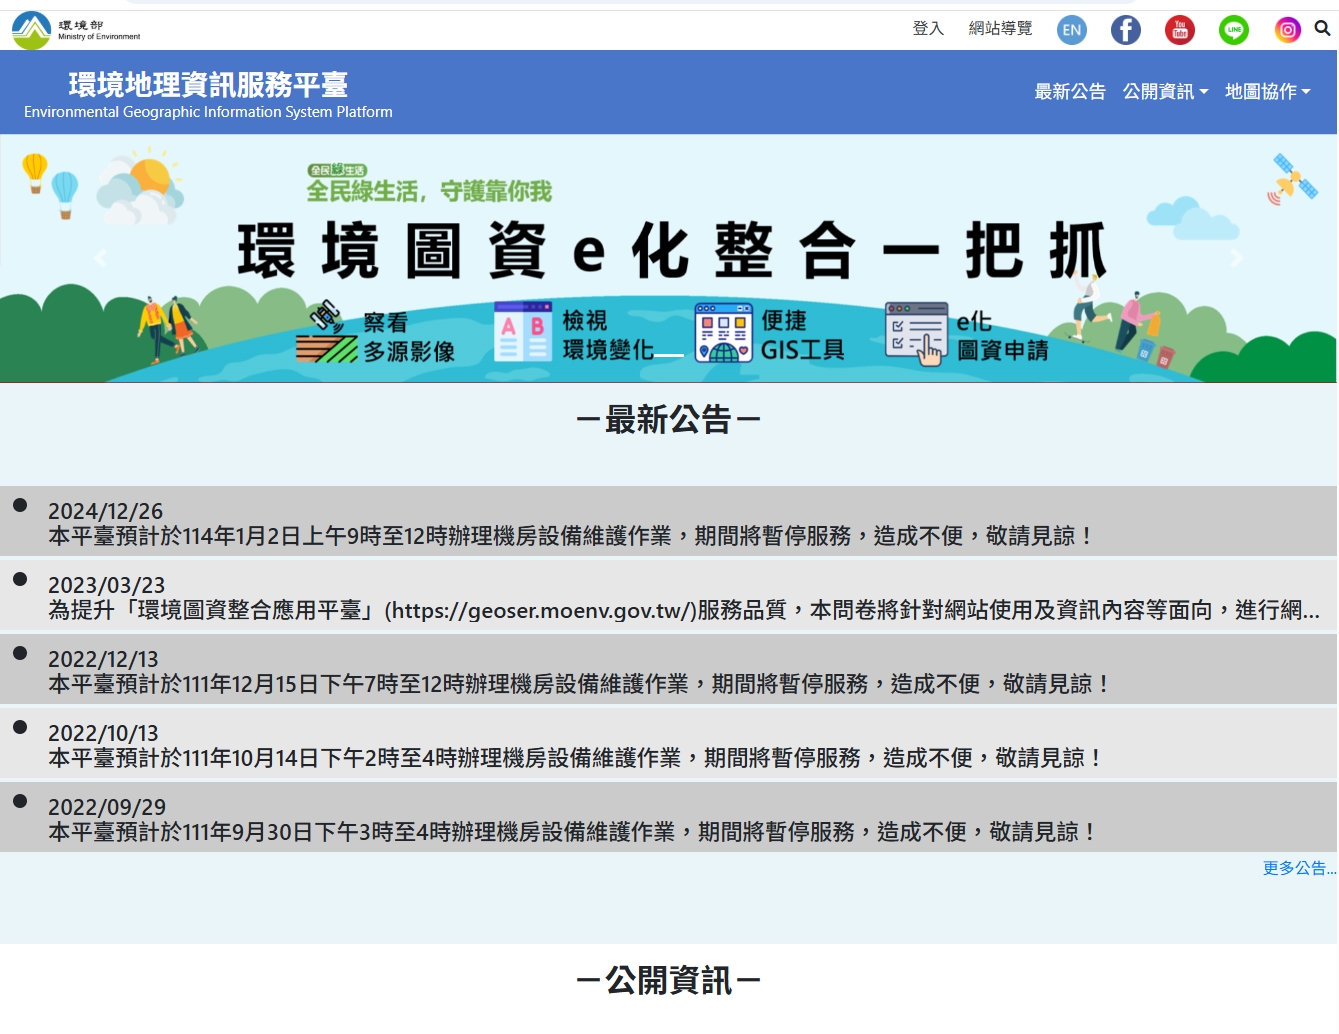 環境部
Ministry of Environment
登入 網站導覽 EN f You Tube LINE
環境地理資訊服務平臺
Environmental Geographic Information System Platform
最新公告 公開資訊 地圖協作
全民綠生活
全民綠生活，守護靠你我
環境圖資e化整合一把抓
察看
多源影像
A B
檢視
環境變化
便捷
GIS工具
e化
圖資申請
－最新公告－
2024/12/26
本平臺預計於114年1月2日上午9時至12時辦理機房設備維護作業，期間將暫停服務，造成不便，敬請見諒！
2023/03/23
為提升「環境圖資整合應用平臺」(https://geoser.moenv.gov.tw/)服務品質，本問卷將針對網站使用及資訊內容等面向，進行網...
2022/12/13
本平臺預計於111年12月15日下午7時至12時辦理機房設備維護作業，期間將暫停服務，造成不便，敬請見諒！
2022/10/13
本平臺預計於111年10月14日下午2時至4時辦理機房設備維護作業，期間將暫停服務，造成不便，敬請見諒！
2022/09/29
本平臺預計於111年9月30日下午3時至4時辦理機房設備維護作業，期間將暫停服務，造成不便，敬請見諒！
更多公告...
－公開資訊－